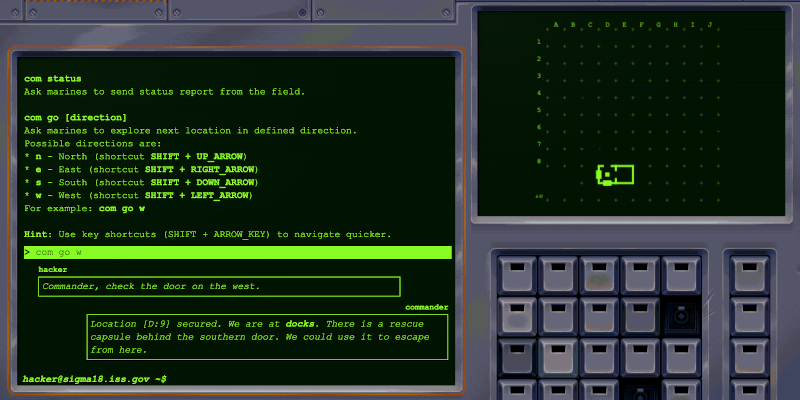 com status
Ask marines to send status report from the field.
com go [direction]
Ask marines to explore next location in defined direction.
Possible directions are:
* n - North (shortcut SHIFT + UP_ARROW)
* e - East (shortcut SHIFT + RIGHT_ARROW)
* s - South (shortcut SHIFT + DOWN_ARROW)
* w - West (shortcut SHIFT + LEFT_ARROW)
For example: com go w
Hint: Use key shortcuts (SHIFT + ARROW_KEY) to navigate quicker.
> com go w
hacker
Commander, check the door on the west.
commander
Location [D:9] secured. We are at docks. There is a rescue
capsule behind the southern door. We could use it to escape
from here.
hacker@sigma18.iss.gov ~$
A B C D E F G H I J
1
2
3
4
5
6
7
8